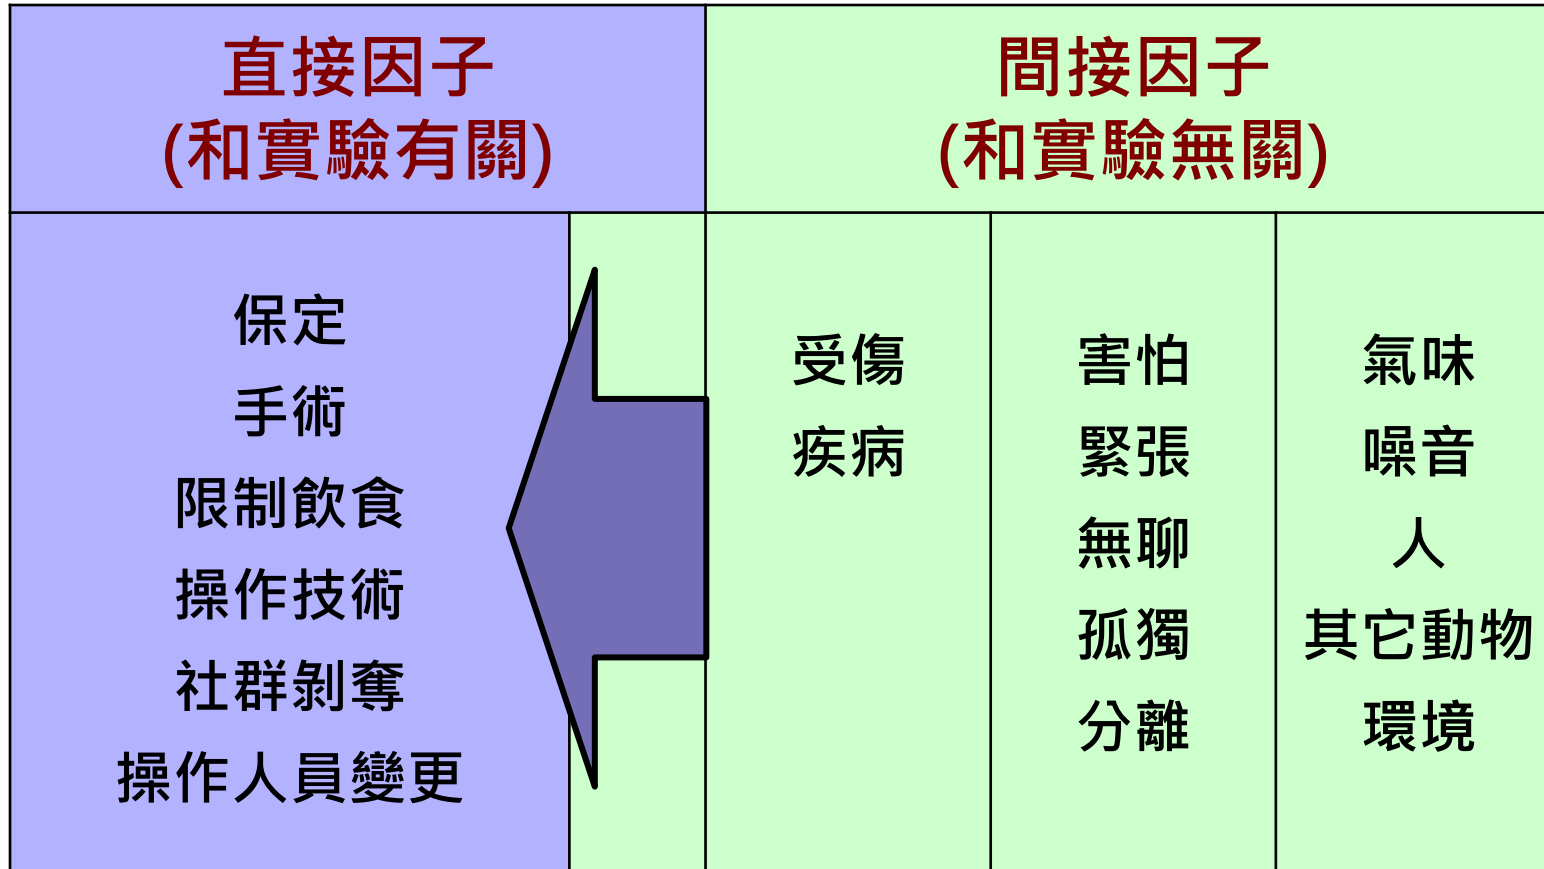 直接因子
(和實驗有關)
間接因子
(和實驗無關)
保定
手術
限制飲食
操作技術
社群剝奪
操作人員變更
受傷
疾病
害怕
緊張
無聊
孤獨
分離
氣味
噪音
人
其它動物
環境